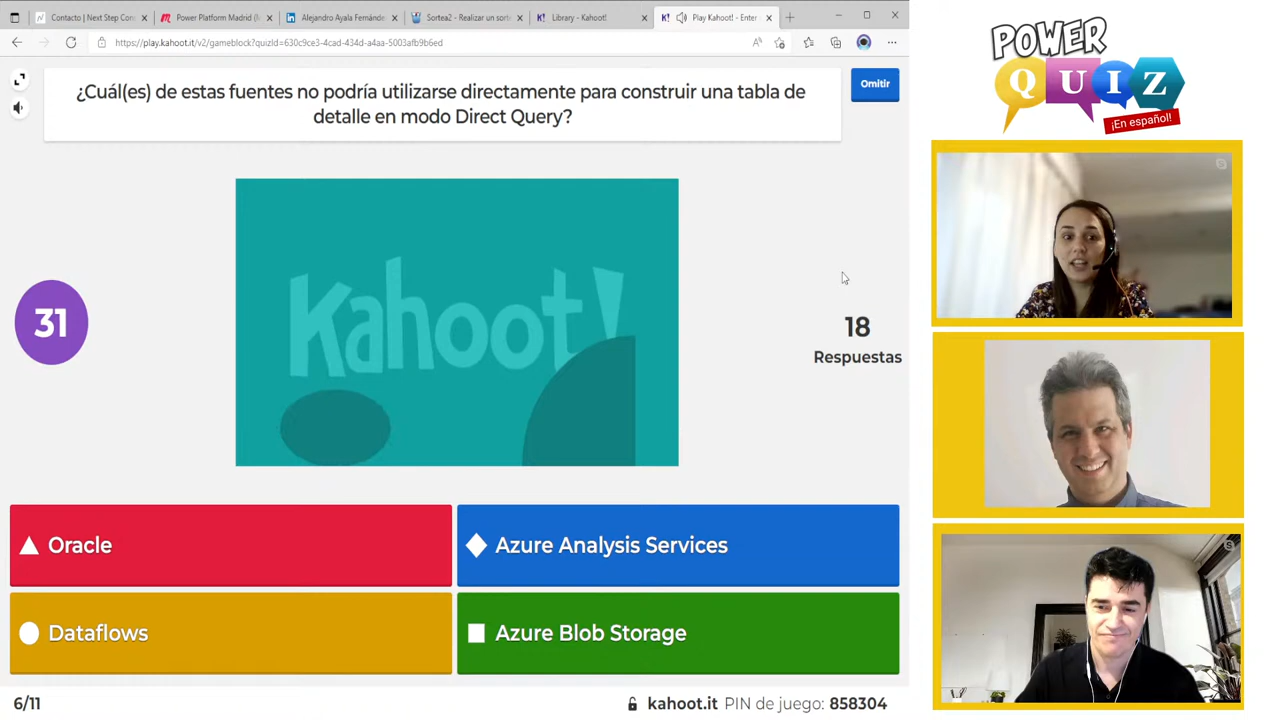 Contacto | Next Step Con
Power Platform Madrid (M
Alejandro Ayala Fernánde
Sortea2 - Realizar un sorte
Library - Kahoot!
Play Kahoot! - Enter
https://play.kahoot.it/v2/gameblock?quizId=630c9ce3-4cad-434d-a4aa-5003afb9b6ed
¿Cuál(es) de estas fuentes no podría utilizarse directamente para construir una tabla de
detalle en modo Direct Query?
Omitir
POWER
QUIZ
¡En español!
Kahoot!
31
18
Respuestas
Oracle
Azure Analysis Services
Dataflows
Azure Blob Storage
6/11
kahoot.it PIN de juego: 858304